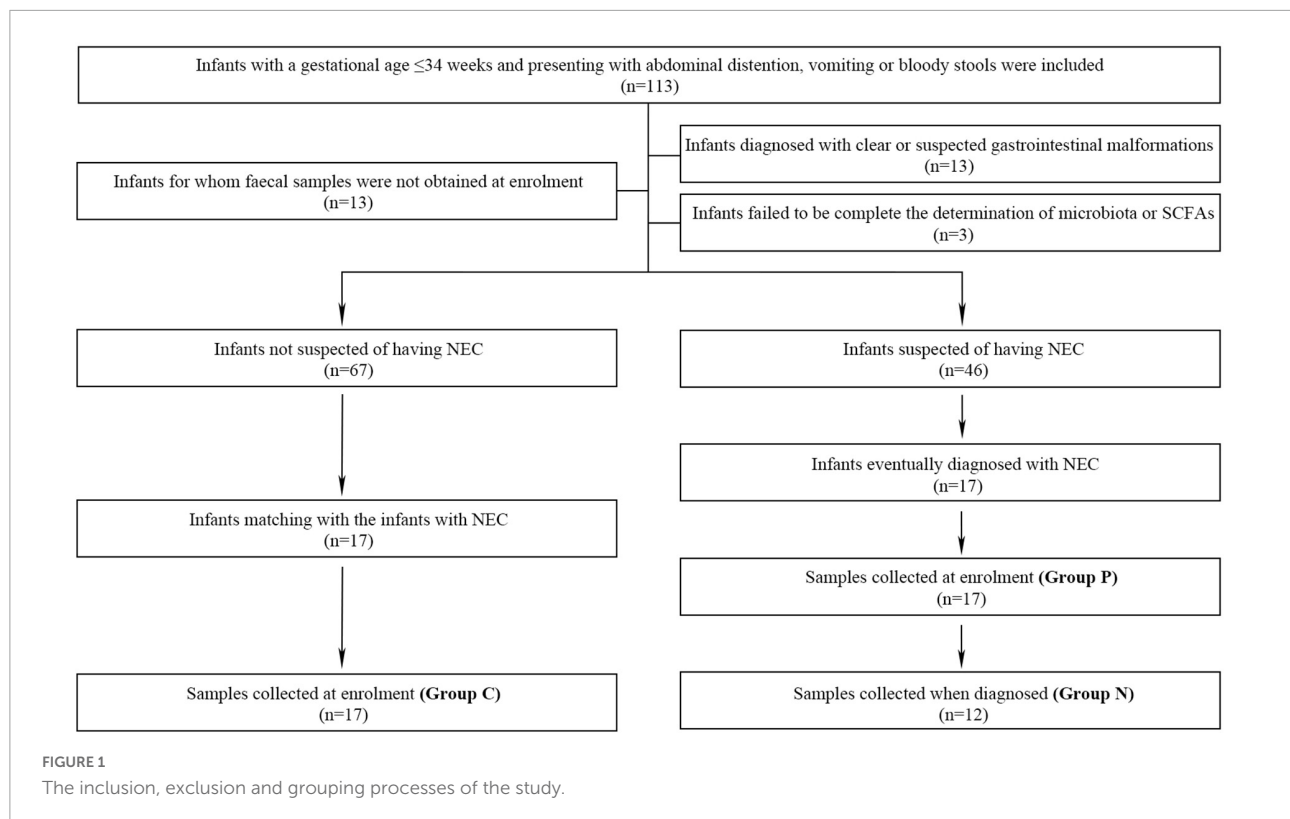 Infants with a gestational age ≤34 weeks and presenting with abdominal distention, vomiting or bloody stools were included
(n=113)
Infants diagnosed with clear or suspected gastrointestinal malformations
(n=13)
Infants for whom faecal samples were not obtained at enrolment
(n=13)
Infants failed to be complete the determination of microbiota or SCFAs
(n=3)
Infants not suspected of having NEC
(n=67)
Infants suspected of having NEC
(n=46)
Infants eventually diagnosed with NEC
(n=17)
Infants matching with the infants with NEC
(n=17)
Samples collected at enrolment (Group P)
(n=17)
Samples collected at enrolment (Group C)
(n=17)
Samples collected when diagnosed (Group N)
(n=12)
FIGURE 1
The inclusion, exclusion and grouping processes of the study.